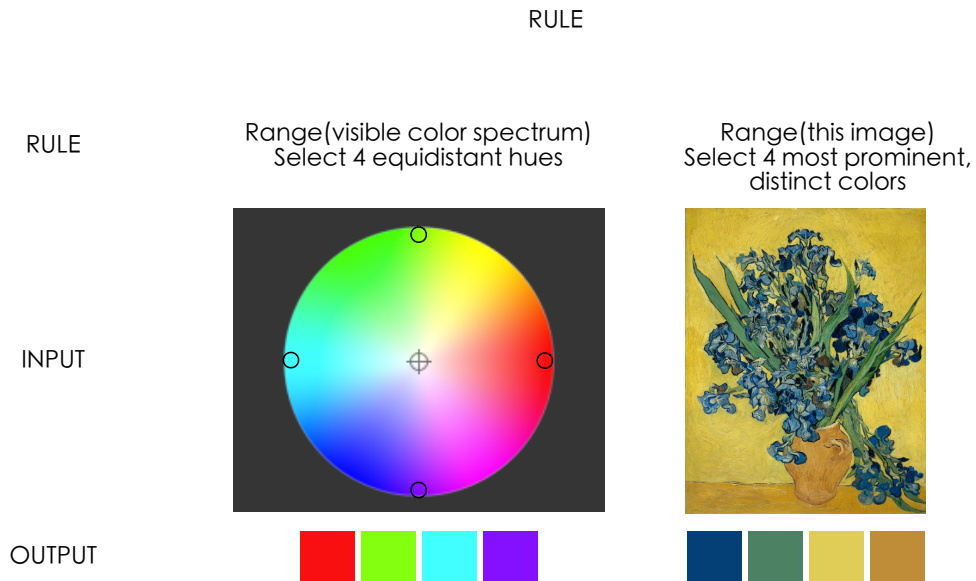 RULE
RULE
Range(visible color spectrum)
Select 4 equidistant hues
Range(this image)
Select 4 most prominent,
distinct colors
INPUT
OUTPUT